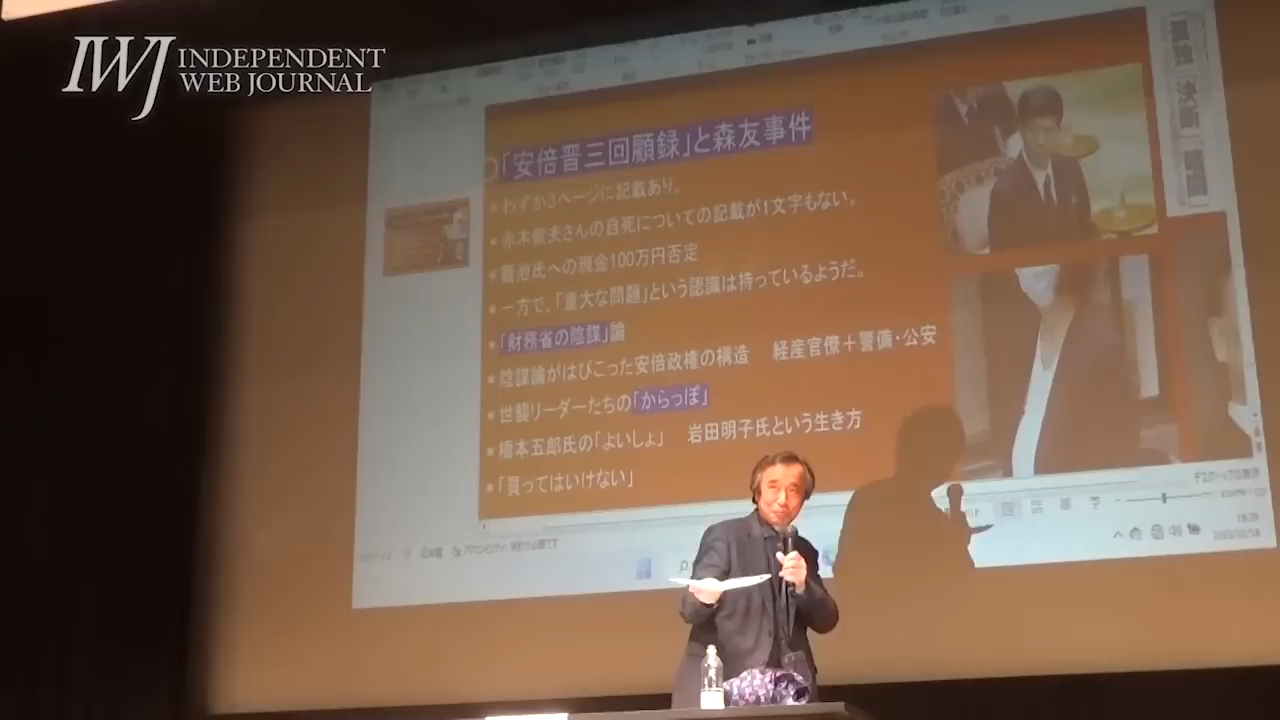 IWJ INDEPENDENT
WEB JOURNAL
○「安倍晋三回顧録」と森友事件
* わずか3ページに記載あり。
* 赤木俊夫さんの自死についての記載が1文字もない。
* 籠池氏への現金100万円否定
* 一方で、「重大な問題」という認識は持っているようだ。
* 「財務省の陰謀」論
* 陰謀論がはびこった安倍政権の構造 経産官僚＋警備・公安
* 世襲リーダーたちの「からっぽ」
* 橋本五郎氏の「よいしょ」 岩田明子氏という生き方
* 「買ってはいけない」
孤独
決断